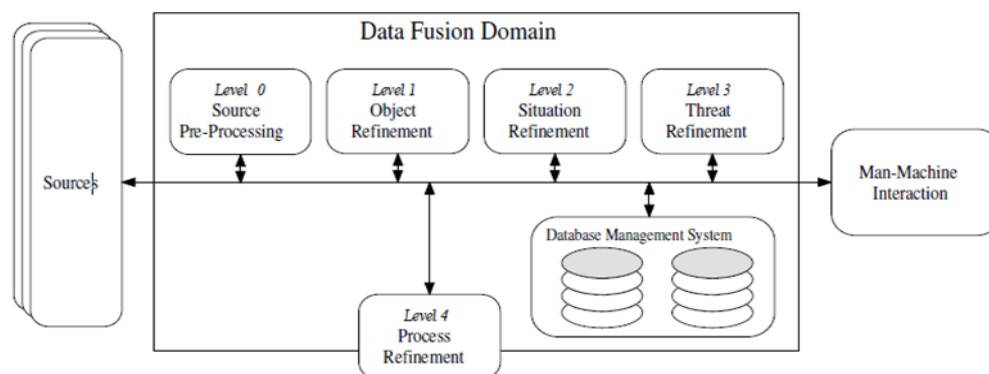 Data Fusion Domain
Level 0
Source
Pre-Processing
Level 1
Object
Refinement
Level 2
Situation
Refinement
Level 3
Threat
Refinement
Sources
Man-Machine
Interaction
Database Management System
Level 4
Process
Refinement